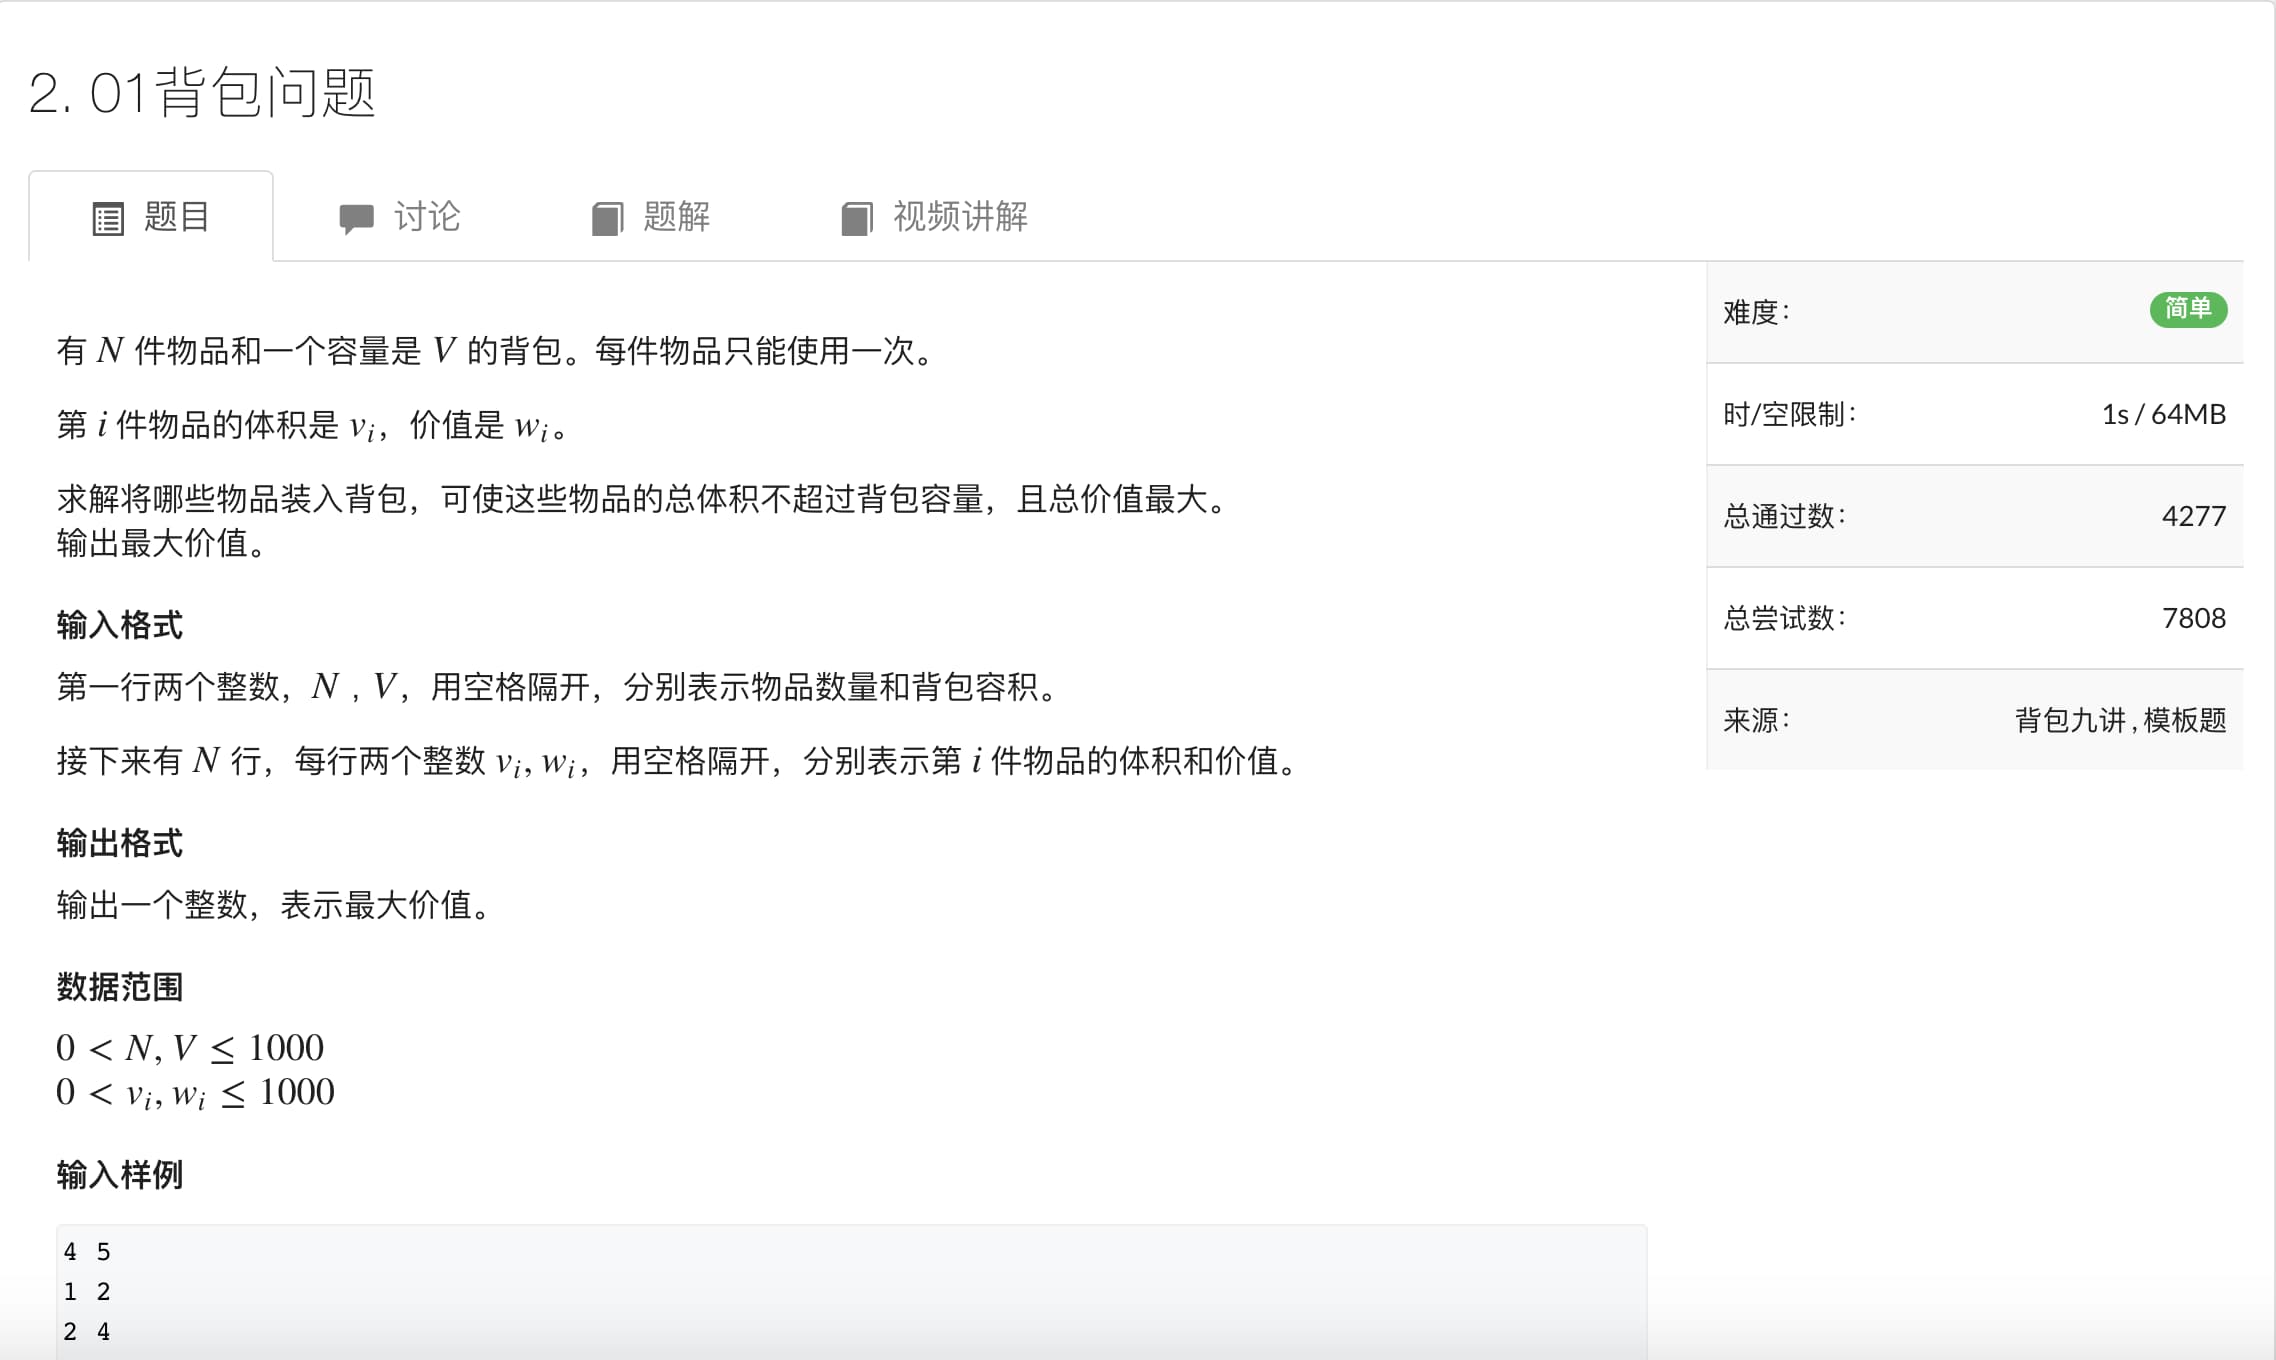 2. 01背包问题
题目
讨论
题解
视频讲解
有 N 件物品和一个容量是 V 的背包。每件物品只能使用一次。
第 i 件物品的体积是 vi，价值是 wi。
求解将哪些物品装入背包，可使这些物品的总体积不超过背包容量，且总价值最大。
输出最大价值。
输入格式
第一行两个整数，N , V，用空格隔开，分别表示物品数量和背包容积。
接下来有 N 行，每行两个整数 vi, wi，用空格隔开，分别表示第 i 件物品的体积和价值。
输出格式
输出一个整数，表示最大价值。
数据范围
0 < N, V ≤ 1000
0 < vi, wi ≤ 1000
输入样例
4 5
1 2
2 4
难度： 简单
时/空限制： 1s / 64MB
总通过数： 4277
总尝试数： 7808
来源： 背包九讲 , 模板题